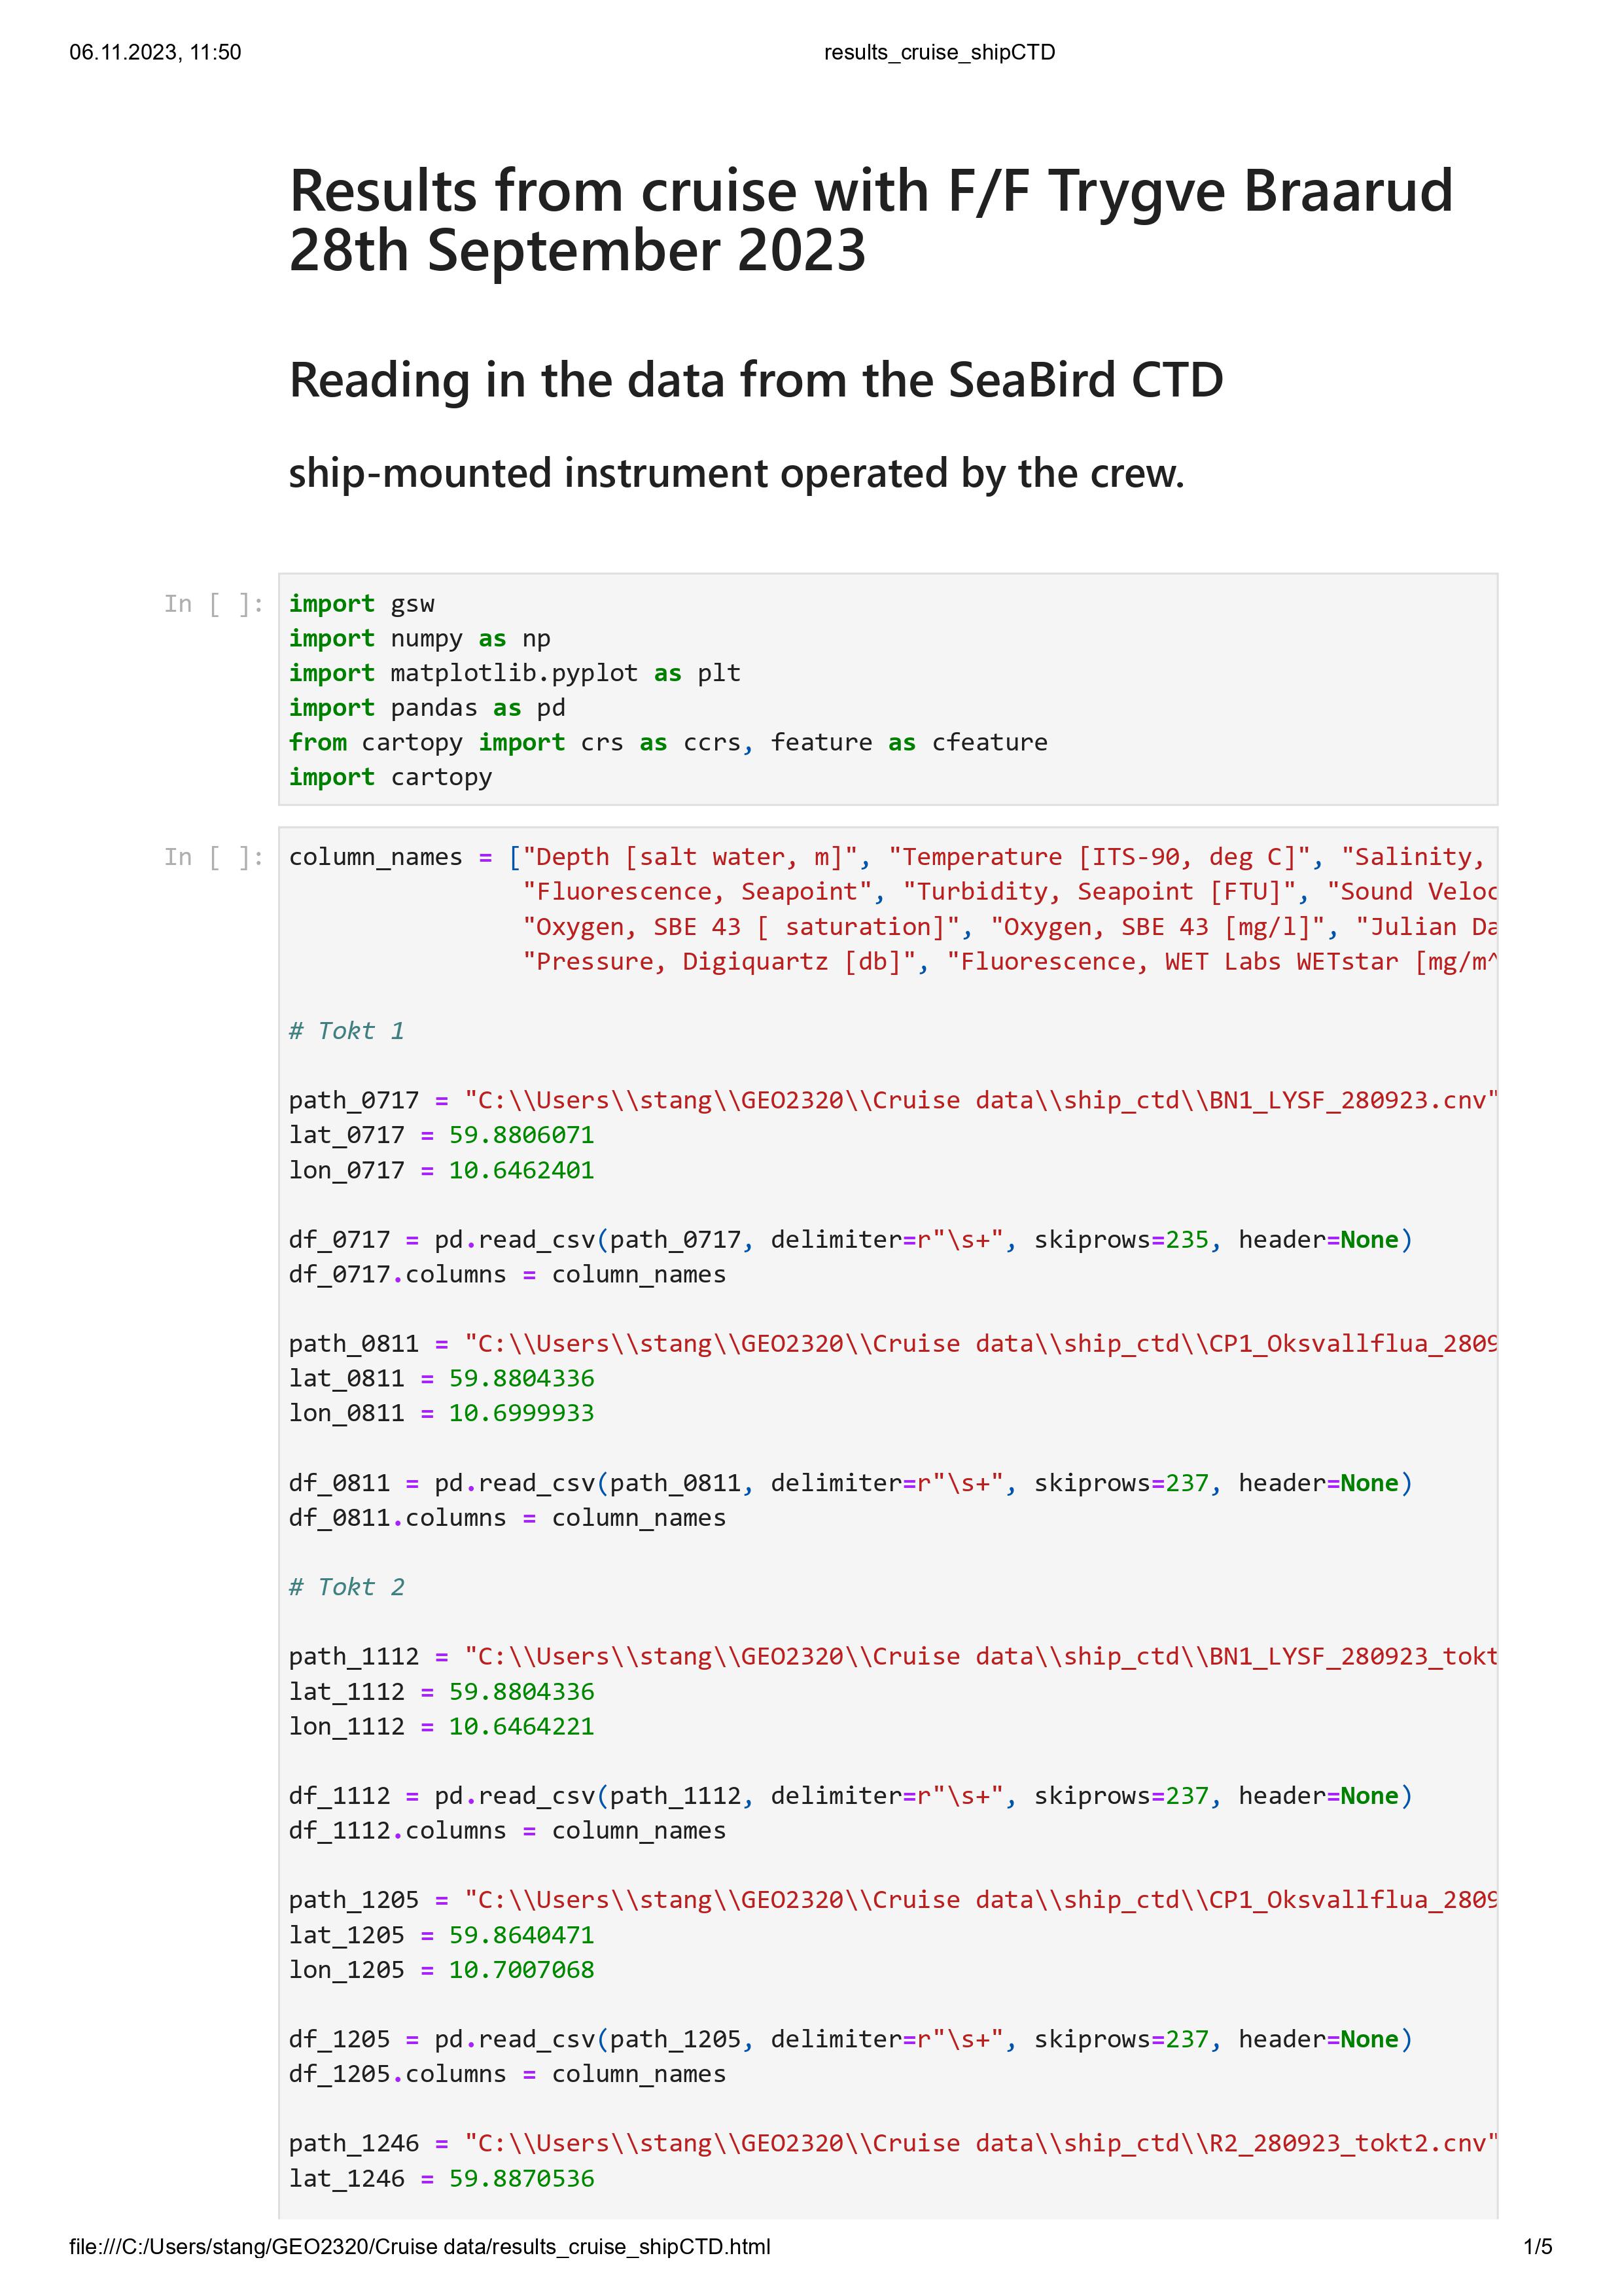 06.11.2023, 11:50 results_cruise_shipCTD
Results from cruise with F/F Trygve Braarud
28th September 2023
Reading in the data from the SeaBird CTD
ship-mounted instrument operated by the crew.
In [ ]: import gsw
import numpy as np
import matplotlib.pyplot as plt
import pandas as pd
from cartopy import crs as ccrs, feature as cfeature
import cartopy
In [ ]: column_names = ["Depth [salt water, m]", "Temperature [ITS-90, deg C]", "Salinity,
"Fluorescence, Seapoint", "Turbidity, Seapoint [FTU]", "Sound Veloc
"Oxygen, SBE 43 [ saturation]", "Oxygen, SBE 43 [mg/l]", "Julian Da
"Pressure, Digiquartz [db]", "Fluorescence, WET Labs WETstar [mg/m^
# Tokt 1
path_0717 = "C:\\Users\\stang\\GEO2320\\Cruise data\\ship_ctd\\BN1_LYSF_280923.cnv"
lat_0717 = 59.8806071
lon_0717 = 10.6462401
df_0717 = pd.read_csv(path_0717, delimiter=r"\s+", skiprows=235, header=None)
df_0717.columns = column_names
path_0811 = "C:\\Users\\stang\\GEO2320\\Cruise data\\ship_ctd\\CP1_Oksvallflua_2809
lat_0811 = 59.8804336
lon_0811 = 10.6999933
df_0811 = pd.read_csv(path_0811, delimiter=r"\s+", skiprows=237, header=None)
df_0811.columns = column_names
# Tokt 2
path_1112 = "C:\\Users\\stang\\GEO2320\\Cruise data\\ship_ctd\\BN1_LYSF_280923_tokt
lat_1112 = 59.8804336
lon_1112 = 10.6464221
df_1112 = pd.read_csv(path_1112, delimiter=r"\s+", skiprows=237, header=None)
df_1112.columns = column_names
path_1205 = "C:\\Users\\stang\\GEO2320\\Cruise data\\ship_ctd\\CP1_Oksvallflua_2809
lat_1205 = 59.8640471
lon_1205 = 10.7007068
df_1205 = pd.read_csv(path_1205, delimiter=r"\s+", skiprows=237, header=None)
df_1205.columns = column_names
path_1246 = "C:\\Users\\stang\\GEO2320\\Cruise data\\ship_ctd\\R2_280923_tokt2.cnv"
lat_1246 = 59.8870536
file:///C:/Users/stang/GEO2320/Cruise data/results_cruise_shipCTD.html 1/5